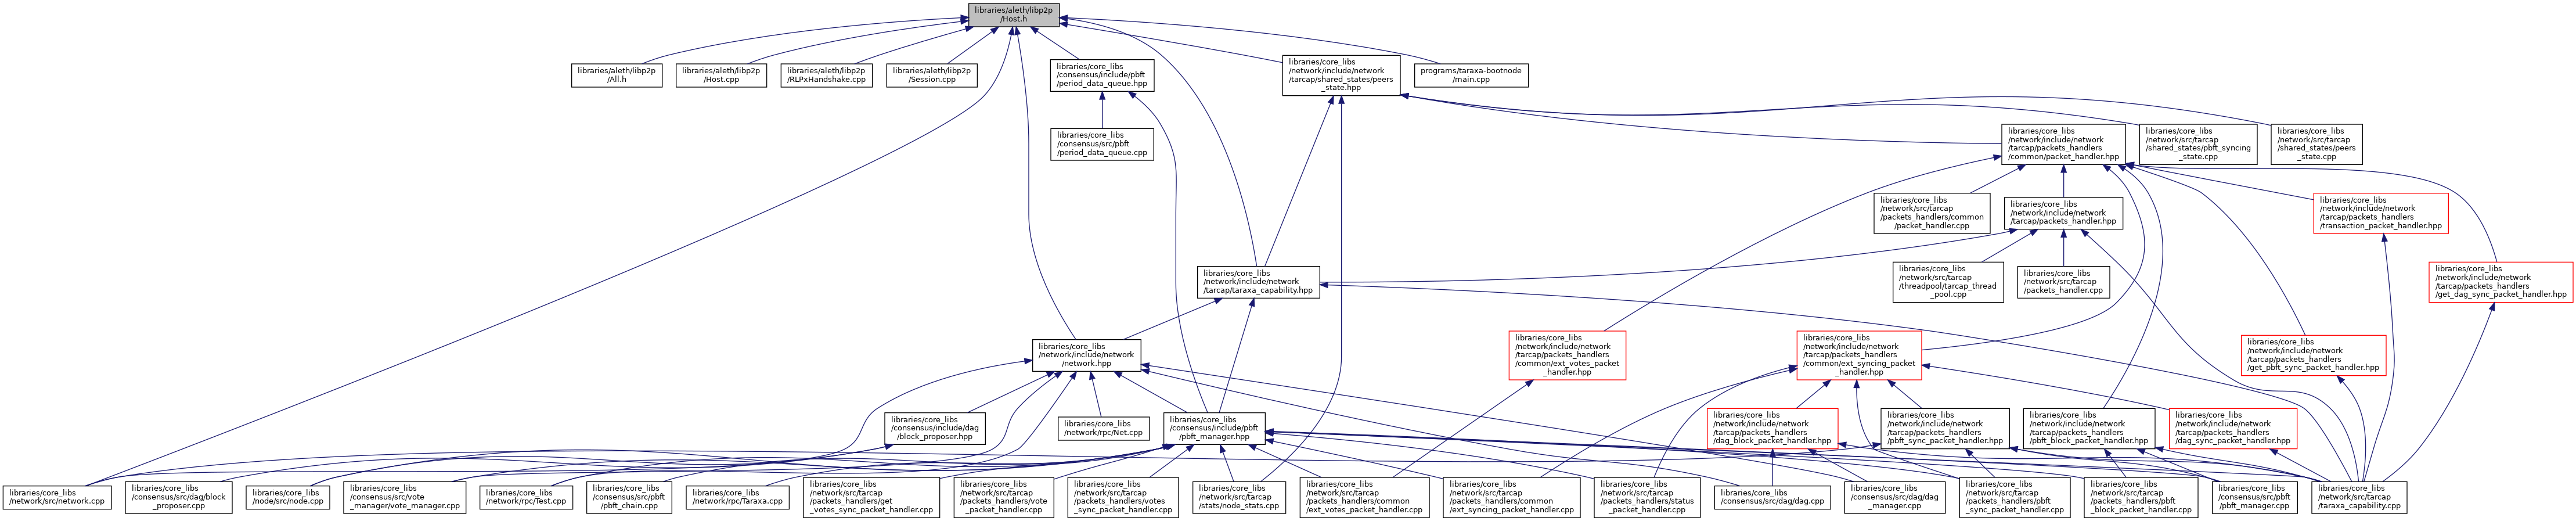 libraries/aleth/libp2p
/Host.h
libraries/aleth/libp2p
/All.h
libraries/aleth/libp2p
/Host.cpp
libraries/aleth/libp2p
/RLPxHandshake.cpp
libraries/aleth/libp2p
/Session.cpp
libraries/core_libs
/consensus/include/pbft
/period_data_queue.hpp
libraries/core_libs
/network/include/network
/tarcap/shared_states/peers
_state.hpp
programs/taraxa-bootnode
/main.cpp
libraries/core_libs
/consensus/src/pbft
/period_data_queue.cpp
libraries/core_libs
/network/include/network
/tarcap/packets_handlers
/common/packet_handler.hpp
libraries/core_libs
/network/src/tarcap
/shared_states/pbft_syncing
_state.cpp
libraries/core_libs
/network/src/tarcap
/shared_states/peers
_state.cpp
libraries/core_libs
/network/src/tarcap
/packets_handlers/common
/packet_handler.cpp
libraries/core_libs
/network/include/network
/tarcap/packets_handler.hpp
libraries/core_libs
/network/include/network
/tarcap/packets_handlers
/transaction_packet_handler.hpp
libraries/core_libs
/network/include/network
/tarcap/taraxa_capability.hpp
libraries/core_libs
/network/src/tarcap
/threadpool/tarcap_thread
_pool.cpp
libraries/core_libs
/network/src/tarcap
/packets_handler.cpp
libraries/core_libs
/network/include/network
/tarcap/packets_handlers
/get_dag_sync_packet_handler.hpp
libraries/core_libs
/network/include/network
/network.hpp
libraries/core_libs
/network/include/network
/tarcap/packets_handlers
/common/ext_votes_packet
_handler.hpp
libraries/core_libs
/network/include/network
/tarcap/packets_handlers
/common/ext_syncing_packet
_handler.hpp
libraries/core_libs
/network/include/network
/tarcap/packets_handlers
/get_pbft_sync_packet_handler.hpp
libraries/core_libs
/consensus/include/dag
/block_proposer.hpp
libraries/core_libs
/network/rpc/Net.cpp
libraries/core_libs
/consensus/include/pbft
/pbft_manager.hpp
libraries/core_libs
/network/include/network
/tarcap/packets_handlers
/dag_block_packet_handler.hpp
libraries/core_libs
/network/include/network
/tarcap/packets_handlers
/pbft_sync_packet_handler.hpp
libraries/core_libs
/network/include/network
/tarcap/packets_handlers
/pbft_block_packet_handler.hpp
libraries/core_libs
/network/include/network
/tarcap/packets_handlers
/dag_sync_packet_handler.hpp
libraries/core_libs
/network/src/network.cpp
libraries/core_libs
/consensus/src/dag/block
_proposer.cpp
libraries/core_libs
/node/src/node.cpp
libraries/core_libs
/consensus/src/vote
_manager/vote_manager.cpp
libraries/core_libs
/network/rpc/Test.cpp
libraries/core_libs
/consensus/src/pbft
/pbft_chain.cpp
libraries/core_libs
/network/rpc/Taraxa.cpp
libraries/core_libs
/network/src/tarcap
/packets_handlers/get
_votes_sync_packet_handler.cpp
libraries/core_libs
/network/src/tarcap
/packets_handlers/vote
_packet_handler.cpp
libraries/core_libs
/network/src/tarcap
/packets_handlers/votes
_sync_packet_handler.cpp
libraries/core_libs
/network/src/tarcap
/stats/node_stats.cpp
libraries/core_libs
/network/src/tarcap
/packets_handlers/common
/ext_votes_packet_handler.cpp
libraries/core_libs
/network/src/tarcap
/packets_handlers/common
/ext_syncing_packet_handler.cpp
libraries/core_libs
/network/src/tarcap
/packets_handlers/status
_packet_handler.cpp
libraries/core_libs
/consensus/src/dag/dag.cpp
libraries/core_libs
/consensus/src/dag/dag
_manager.cpp
libraries/core_libs
/network/src/tarcap
/packets_handlers/pbft
_sync_packet_handler.cpp
libraries/core_libs
/network/src/tarcap
/packets_handlers/pbft
_block_packet_handler.cpp
libraries/core_libs
/consensus/src/pbft
/pbft_manager.cpp
libraries/core_libs
/network/src/tarcap
/taraxa_capability.cpp